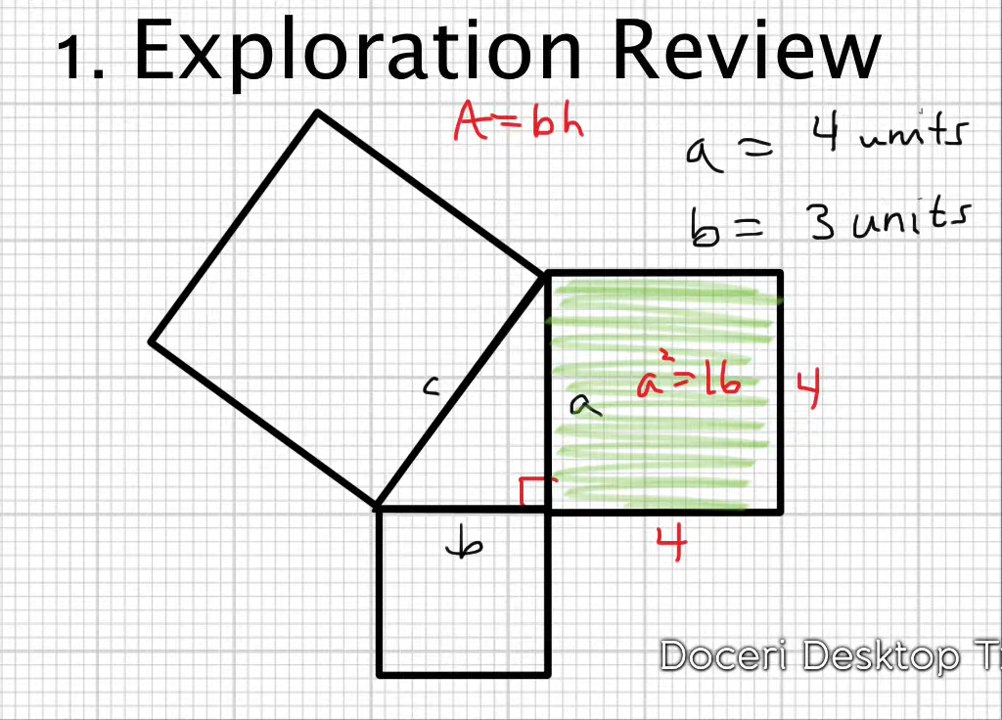 1. Exploration Review
A = bh
a = 4 units
b = 3 units
c
a
a² = 16
4
b
4
Doceri Desktop T